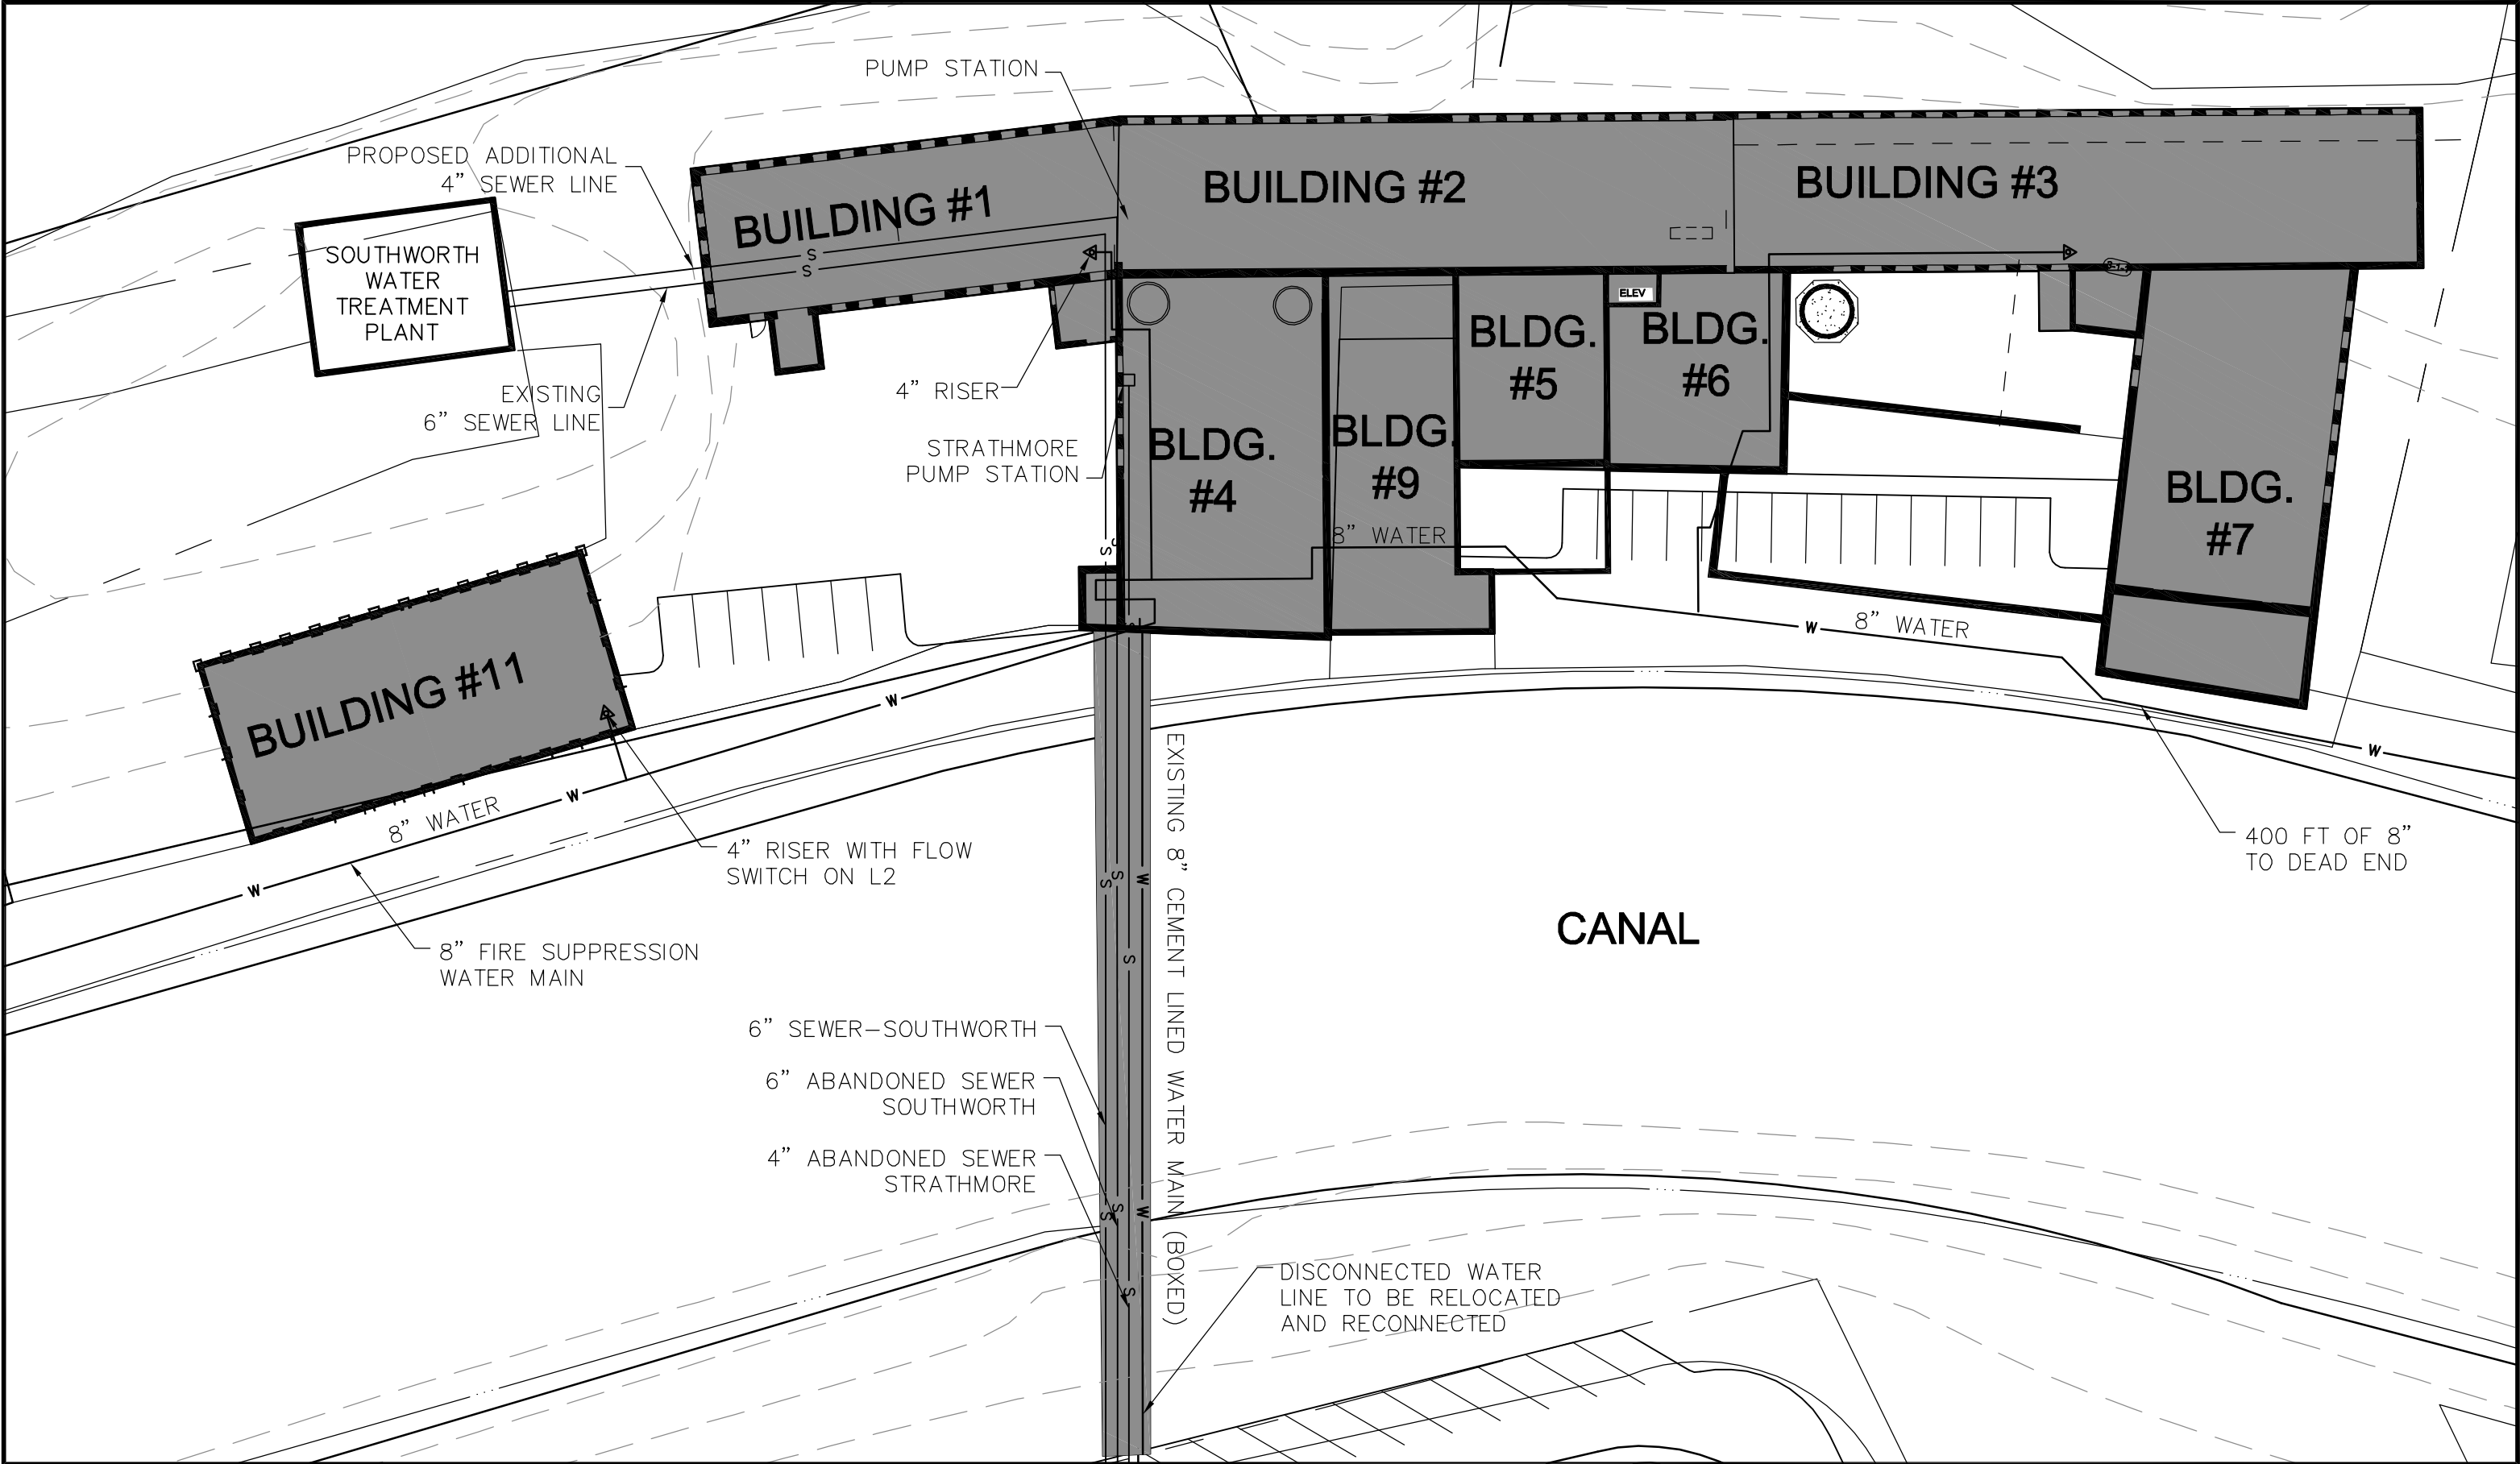 PUMP STATION
PROPOSED ADDITIONAL
4” SEWER LINE
BUILDING #1
BUILDING #2
BUILDING #3
SOUTHWORTH
WATER
TREATMENT
PLANT
S
S
ELEV
EXISTING
6” SEWER LINE
4” RISER
STRATHMORE
PUMP STATION
BLDG.
#4
BLDG.
#9
BLDG.
#5
BLDG.
#6
BLDG.
#7
8” WATER
S
8” WATER
W
BUILDING #11
W
W
8” WATER
W
W
W
4” RISER WITH FLOW
SWITCH ON L2
400 FT OF 8”
TO DEAD END
8” FIRE SUPPRESSION
WATER MAIN
CANAL
S
S
W
S
EXISTING 8” CEMENT LINED WATER MAIN (BOXED)
6” SEWER–SOUTHWORTH
6” ABANDONED SEWER
SOUTHWORTH
4” ABANDONED SEWER
STRATHMORE
S
S
W
S
DISCONNECTED WATER
LINE TO BE RELOCATED
AND RECONNECTED